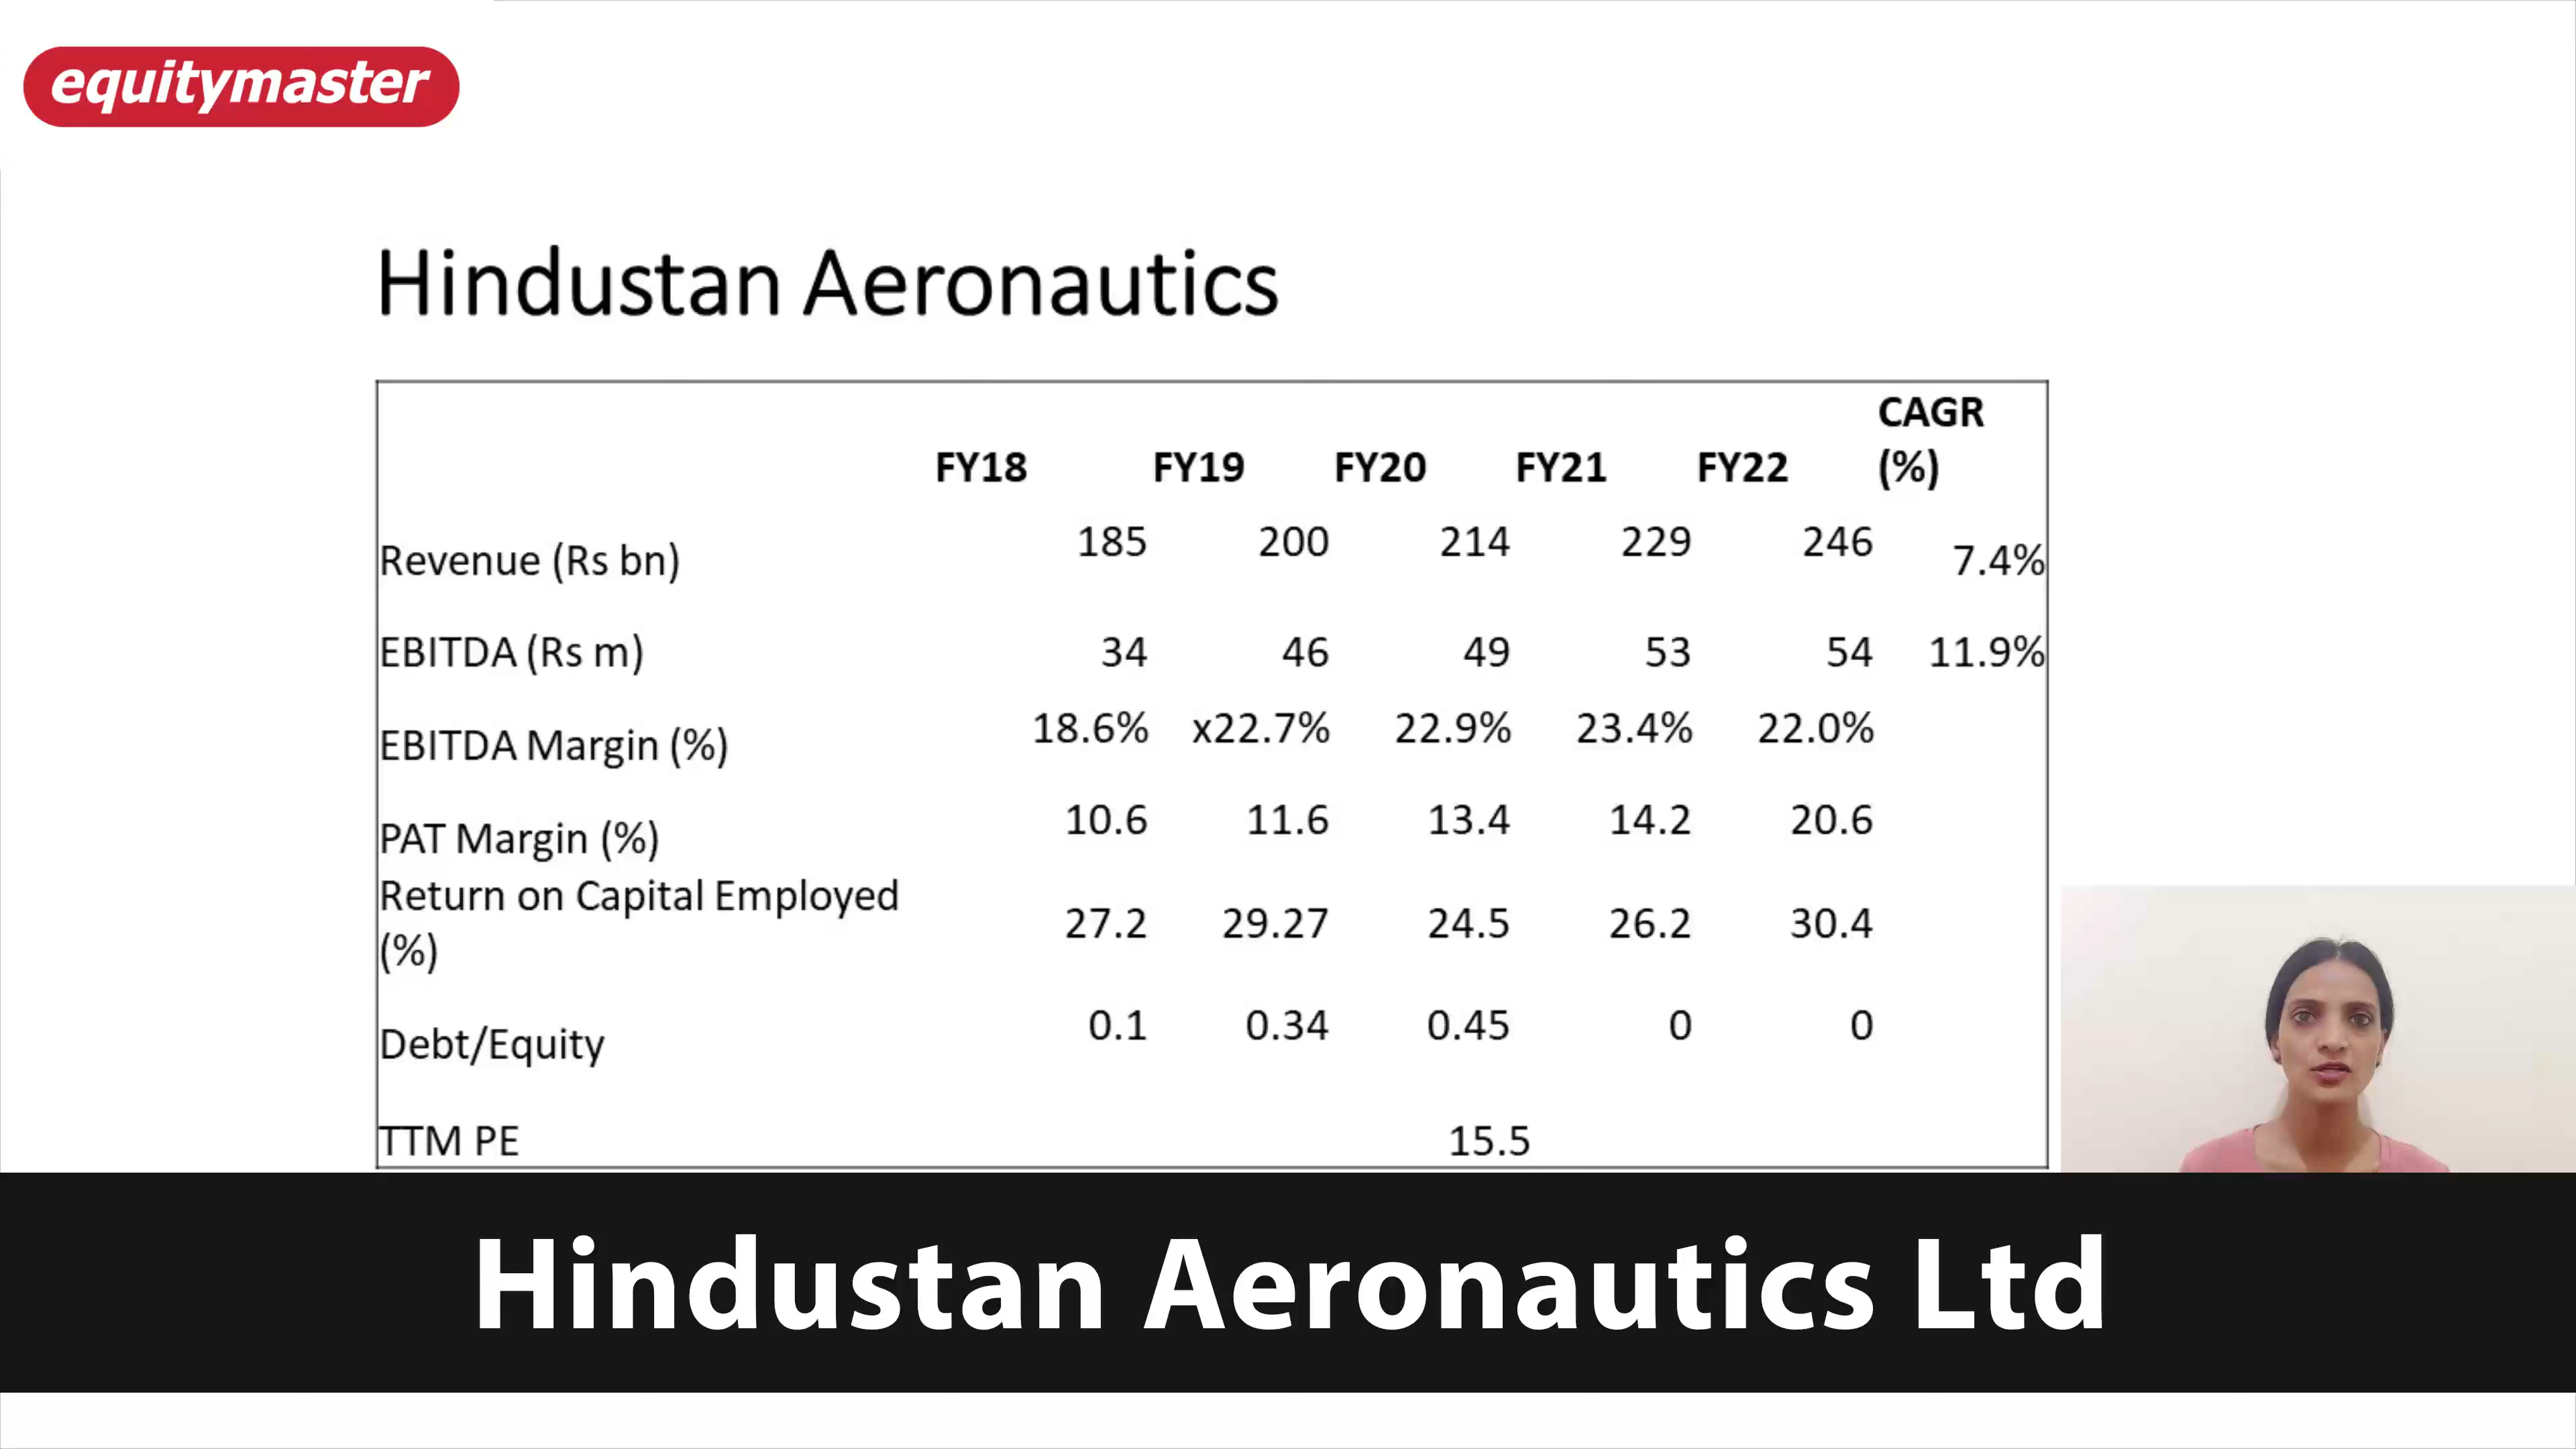 equitymaster
Hindustan Aeronautics
CAGR
FY18 FY19 FY20 FY21 FY22 (%)
Revenue (Rs bn) 185 200 214 229 246 7.4%
EBITDA (Rs m) 34 46 49 53 54 11.9%
EBITDA Margin (%) 18.6% x22.7% 22.9% 23.4% 22.0%
PAT Margin (%) 10.6 11.6 13.4 14.2 20.6
Return on Capital Employed
(%) 27.2 29.27 24.5 26.2 30.4
Debt/Equity 0.1 0.34 0.45 0 0
TTM PE 15.5
Hindustan Aeronautics Ltd